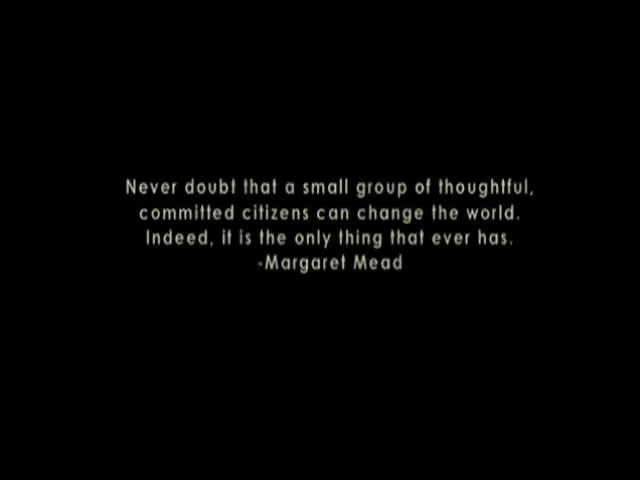 Never doubt that a small group of thoughtful,
committed citizens can change the world.
Indeed, it is the only thing that ever has.
-Margaret Mead